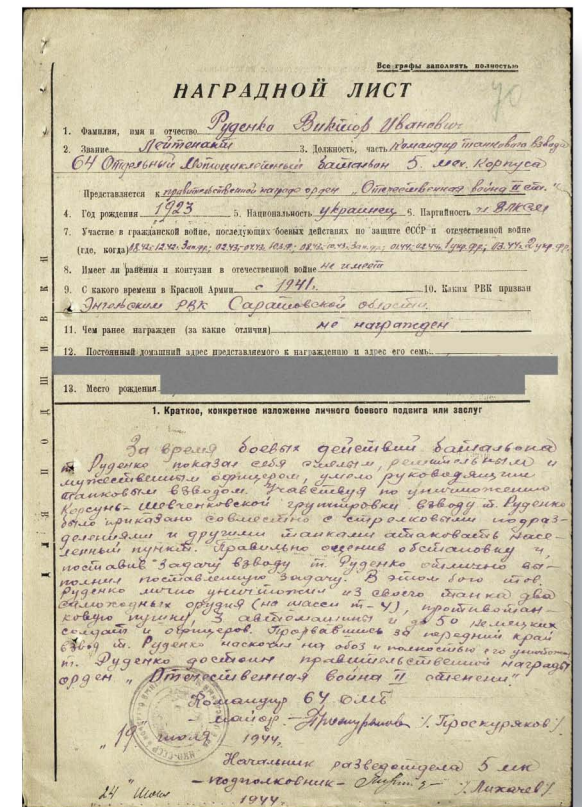 Все графы заполнять полностью
70
НАГРАДНОЙ ЛИСТ
1. Фамилия, имя и отчество Руденко Виктор Иванович
2. Звание Лейтенант 3. Должность, часть Командир танкового взвода
64 Отдельный Мотоциклетный батальон 5 мех. Корпуса
Представляется к правительственной награде орден „Отечественная война II ст."
4. Год рождения 1923 5. Национальность украинец 6. Партийность чл ВЛКСМ
7. Участие в гражданской войне, последующих боевых действиях по защите СССР и отечественной войне
(где, когда)
8. Имеет ли ранения и контузии в отечественной войне не имеет
9. С какого времени в Красной Армии с 1941. 10. Каким РВК призван
Энгельским РВК Саратовской области.
11. Чем ранее награжден (за какие отличия) не награжден
12. Постоянный домашний адрес представляемого к награждению и адрес его семьи
13. Место рождения
1. Краткое, конкретное изложение личного боевого подвига или заслуг
За время боевых действий батальона
т. Руденко показал себя смелым, решительным и
мужественным офицером, умело руководящим
танковым взводом. Участвуя по уничтожению
Корсунь-Шевченковской группировки взводу т. Руденко
было приказано совместно с стрелковыми подраз-
делениями и другими танками атаковать насе-
ленный пункт. Правильно оценив обстановку и,
поставив задачу взводу т. Руденко отлично вы-
полнил поставленную задачу. В этом бою тов.
Руденко лично уничтожил из своего танка два
самоходных орудия (на шасси т-4), противотан-
ковую пушку, 3 автомашины и до 50 немецких
солдат и офицеров. Прорвавшись за передний край
взвод т. Руденко наскочил на обоз и полностью его уничтожил
т. Руденко достоин правительственной награды
орден „Отечественная война II степени".
Командир 64 ОМБ
майор /Проскуряков/
„19" июля 1944г.
Начальник разведотдела 5 мк
подполковник /Лихачев/
24 Июля 1944г.
ПОДШИВКИ